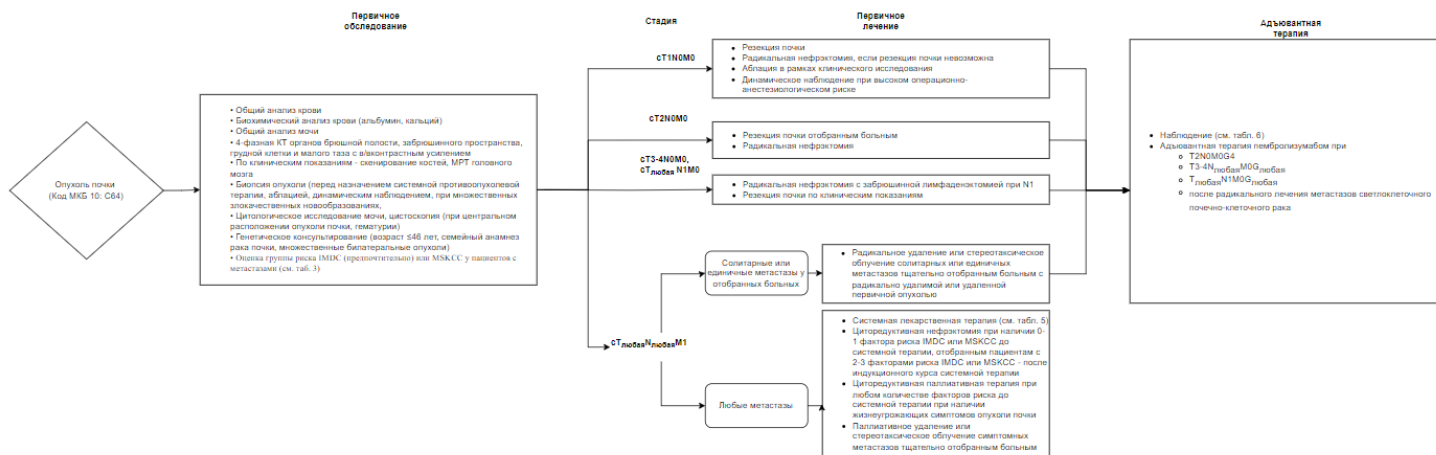 Первичное
обследование
Стадия
Первичное
лечение
Адъювантная
терапия
Опухоль почки
(Код МКБ 10: С64)
• Общий анализ крови
• Биохимический анализ крови (альбумин, кальций)
• Общий анализ мочи
• 4-фазная КТ органов брюшной полости, забрюшинного пространства,
грудной клетки и малого таза с в/вконтрастным усилением
• По клиническим показаниям - скенирование костей, МРТ головного
мозга
• Биопсия опухоли (перед назначением системной противоопухолевой
терапии, аблацией, динамическим наблюдением, при множественных
злокачественных новообразованиях,
• Цитологическое исследование мочи, цистоскопия (при центральном
расположении опухоли почки, гематурии)
• Генетическое консультирование (возраст ≤46 лет, семейный анамнез
рака почки, множественные билатеральные опухоли)
• Оценка группы риска IMDC (предпочтительно) или MSKCC у пациентов с
метастазами (см. таб. 3)
cT1N0M0
• Резекция почки
• Радикальная нефрэктомия, если резекция почки невозможна
• Аблация в рамках клинического исследования
• Динамическое наблюдение при высоком операционно-
анестезиологическом риске
cT2N0M0
• Резекция почки отобранным больным
• Радикальная нефрэктомия
cT3-4N0M0,
cTлюбая N1M0
• Радикальная нефрэктомия с забрюшинной лимфаденэктомией при N1
• Резекция почки по клиническим показаниям
cTлюбаяNлюбаяM1
Солитарные или
единичные метастазы у
отобранных больных
• Радикальное удаление или стереотаксическое
облучение солитарных или единичных
метастазов тщательно отобранным больным с
радикально удалимой или удаленной
первичной опухолью
Любые метастазы
• Системная лекарственная терапия (см. табл. 5)
• Циторедуктивная нефрэктомия при наличии 0-
1 фактора риска IMDC или MSKCC до
системной терапии, отобранным пациентам с
2-3 факторами риска IMDC или MSKCC - после
индукционного курса системной терапии
• Циторедуктивная паллиативная терапия при
любом количестве факторов риска до
системной терапии при наличии
жизнеугрожающих симптомов опухоли почки
• Паллиативное удаление или
стереотаксическое облучение симптомных
метастазов тщательно отобранным больным
• Наблюдение (см. табл. 6)
• Адъювантная терапия пембролизумабом при
○ T2N0M0G4
○ T3-4NлюбаяM0Gлюбая
○ TлюбаяN1M0Gлюбая
○ после радикального лечения метастазов светлоклеточного
почечно-клеточного рака